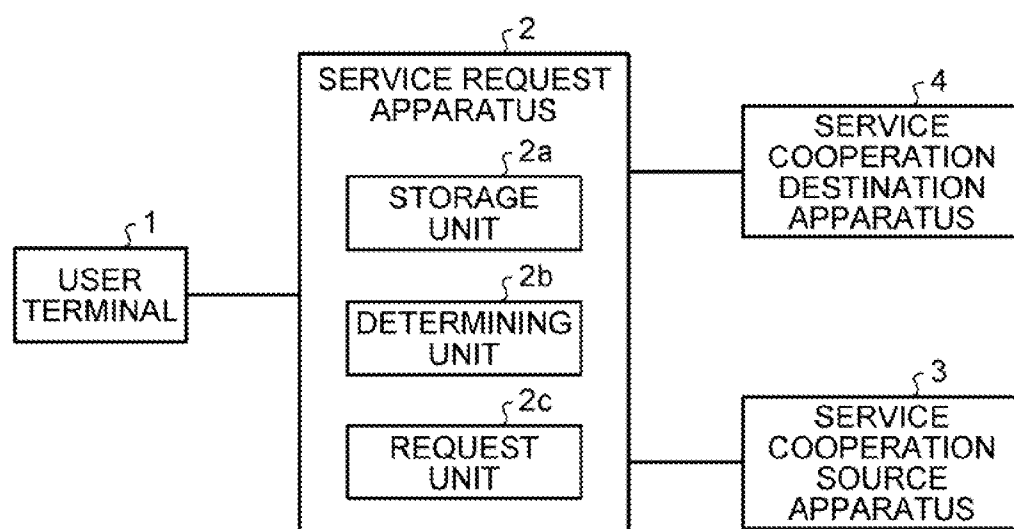 1
USER
TERMINAL
2
SERVICE REQUEST
APPARATUS
2a
STORAGE
UNIT
2b
DETERMINING
UNIT
2c
REQUEST
UNIT
4
SERVICE
COOPERATION
DESTINATION
APPARATUS
3
SERVICE
COOPERATION
SOURCE
APPARATUS